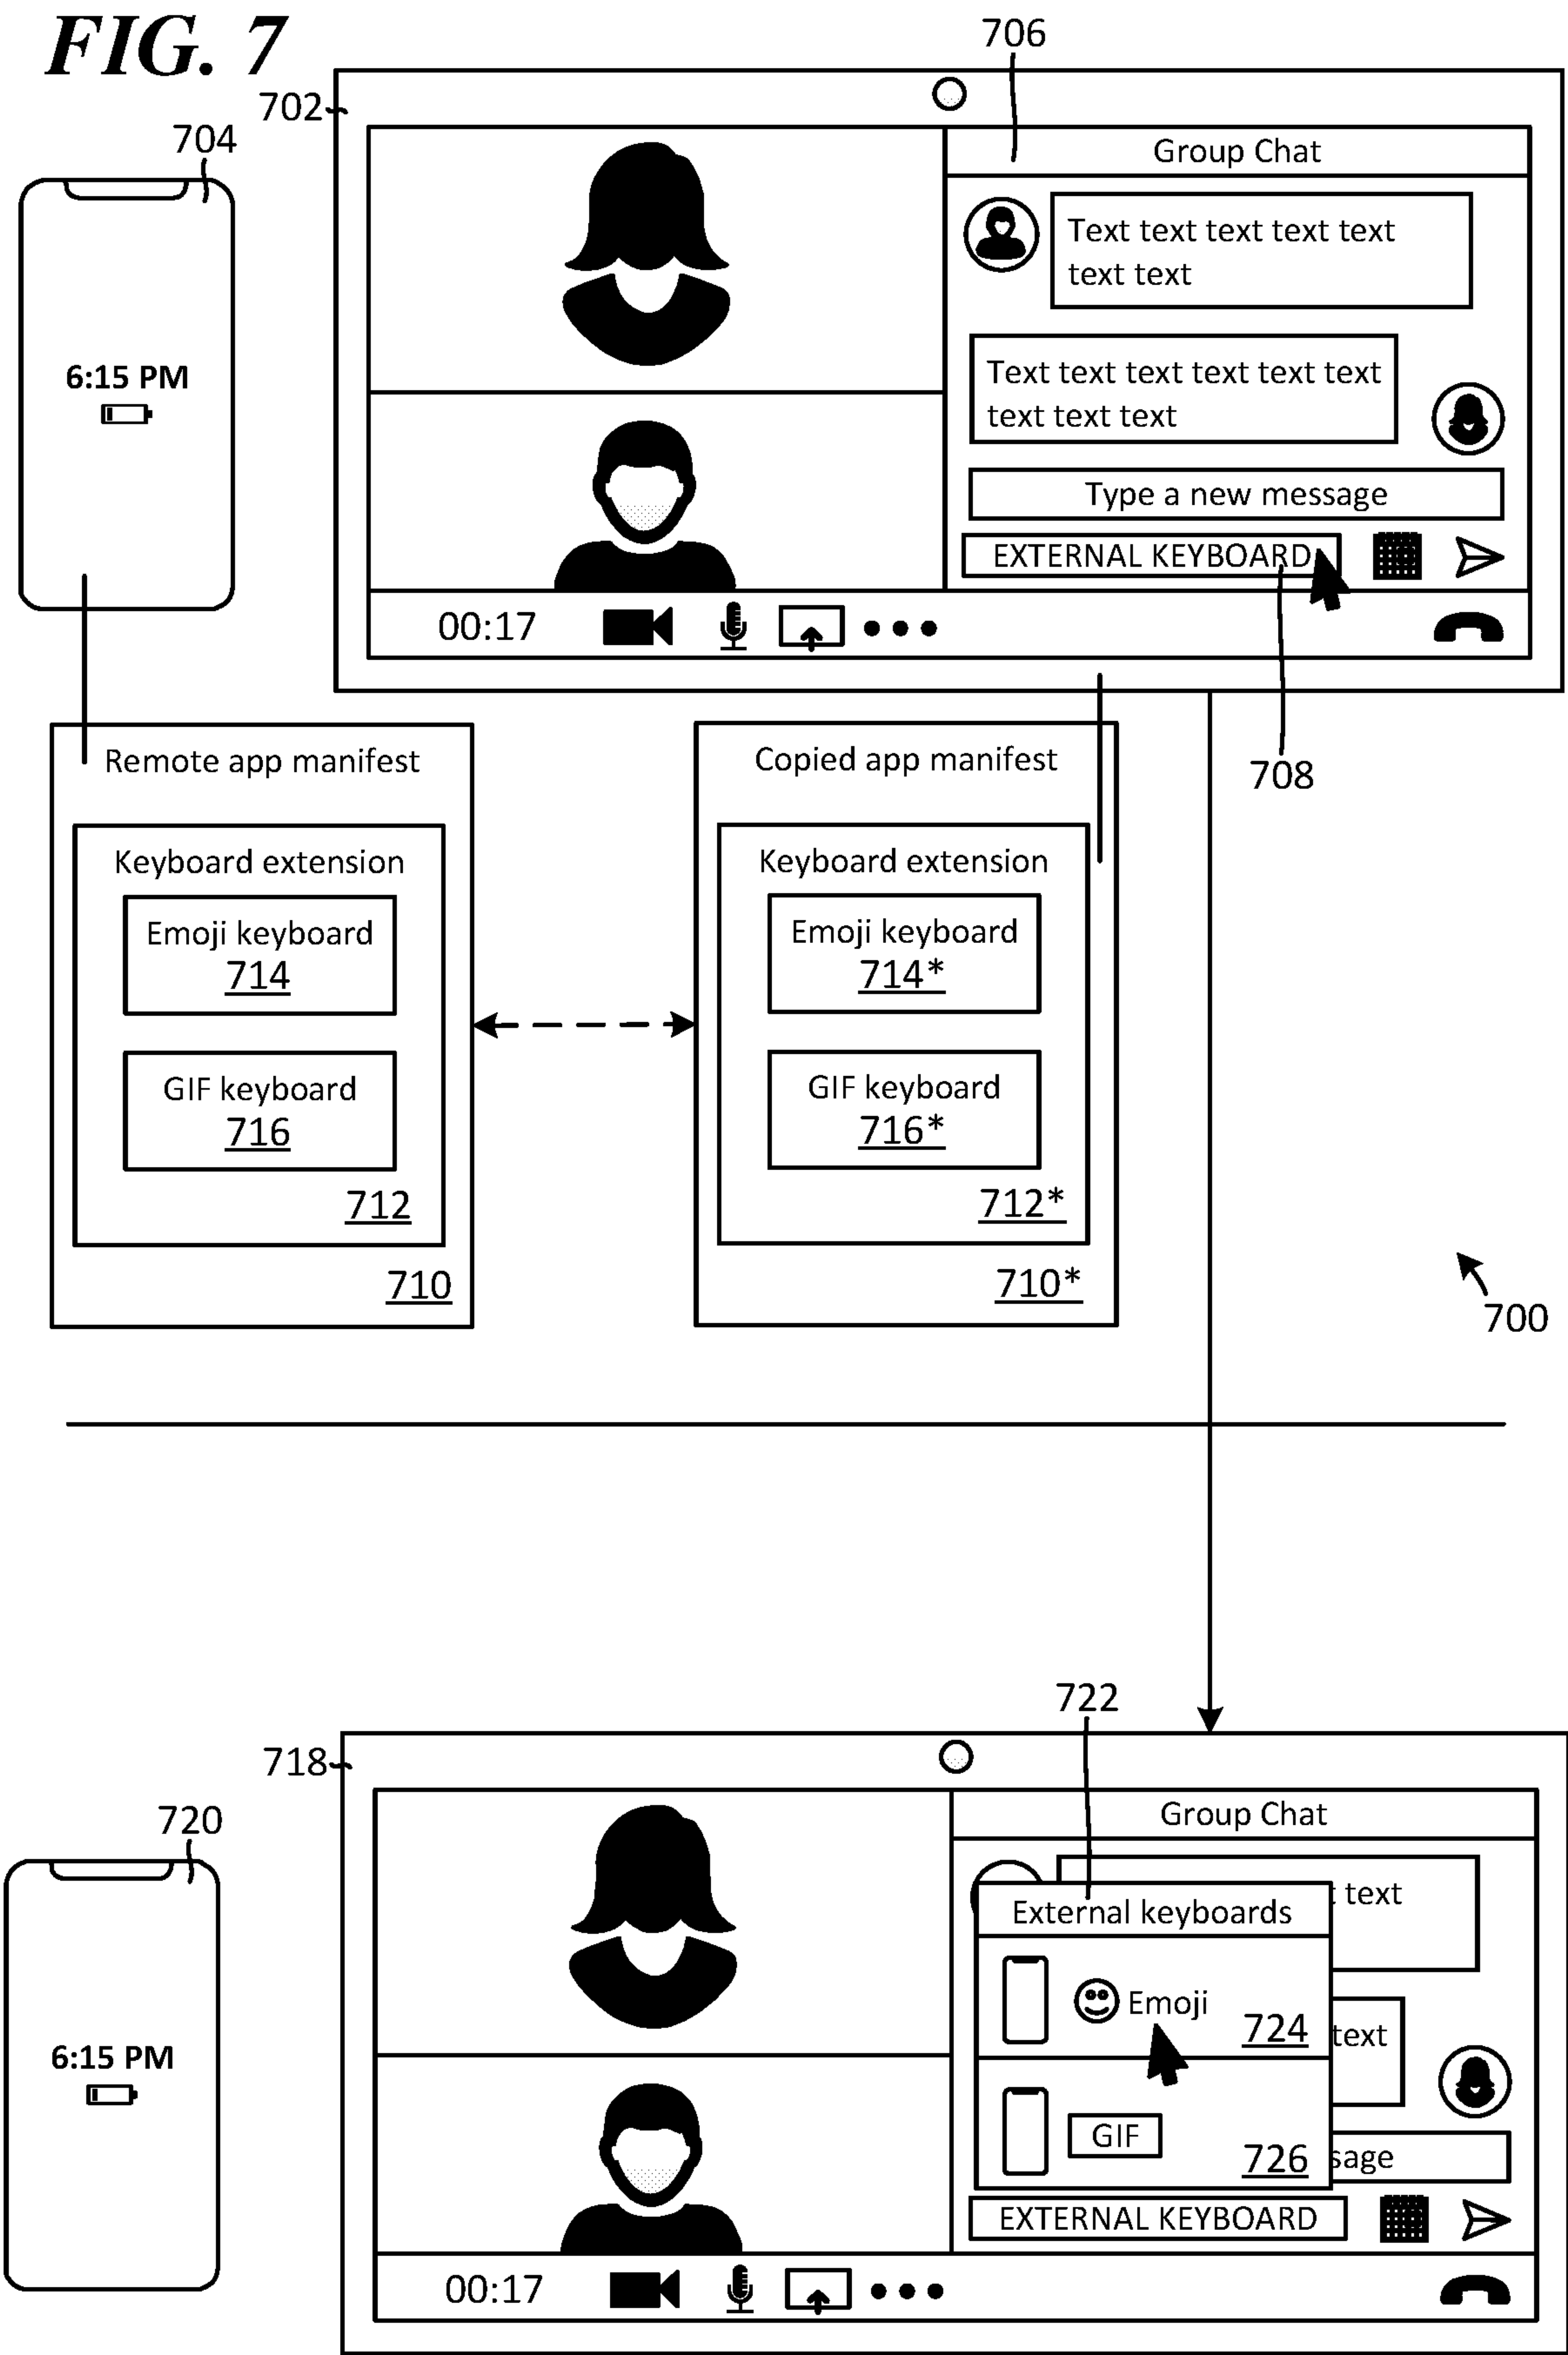 FIG. 7
706
702
704
Group Chat
Text text text text text
text text
6:15 PM
Text text text text text text
text text text
Type a new message
EXTERNAL KEYBOARD
00:17
708
Remote app manifest
Keyboard extension
Emoji keyboard
714
GIF keyboard
716
712
710
Copied app manifest
Keyboard extension
Emoji keyboard
714*
GIF keyboard
716*
712*
710*
700
722
718
720
Group Chat
text
External keyboards
Emoji
724
text
6:15 PM
GIF
726
sage
EXTERNAL KEYBOARD
00:17